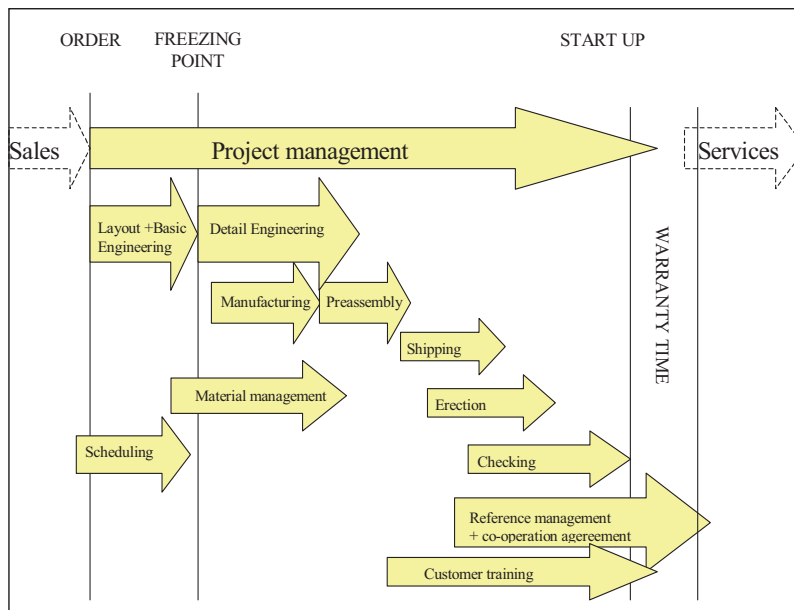 ORDER
FREEZING
POINT
START UP
Sales
Project management
Services
Layout +Basic
Engineering
Detail Engineering
WARRANTY TIME
Manufacturing
Preassembly
Shipping
Material management
Erection
Scheduling
Checking
Reference management
+ co-operation agereement
Customer training